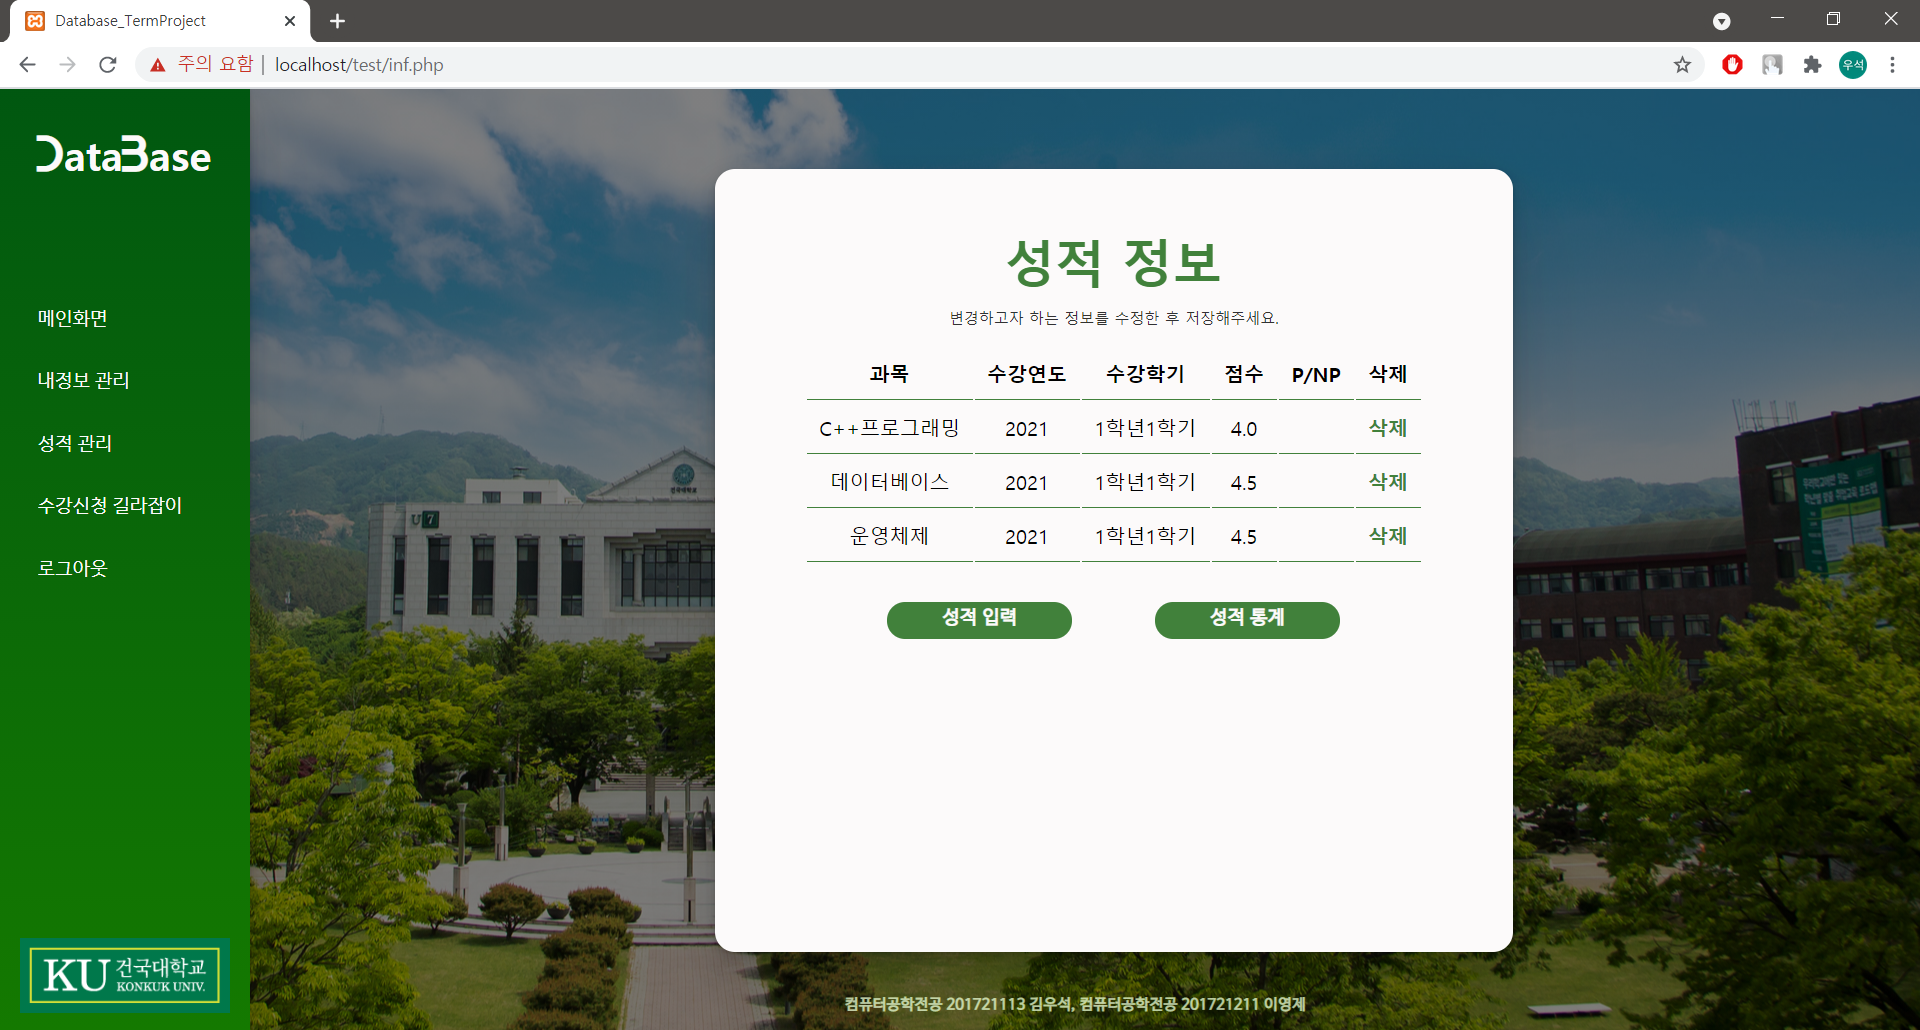 Database_TermProject
주의 요함 | localhost/test/inf.php
우석
DataBase
메인화면
내정보 관리
성적 관리
수강신청 길라잡이
로그아웃
KU 건국대학교
KONKUK UNIV.
성적 정보
변경하고자 하는 정보를 수정한 후 저장해주세요.
과목 수강연도 수강학기 점수 P/NP 삭제
C++프로그래밍 2021 1학년1학기 4.0 삭제
데이터베이스 2021 1학년1학기 4.5 삭제
운영체제 2021 1학년1학기 4.5 삭제
성적 입력 성적 통계
U 7
건국대학교
컴퓨터공학전공 201721113 김우석, 컴퓨터공학전공 201721211 이영제